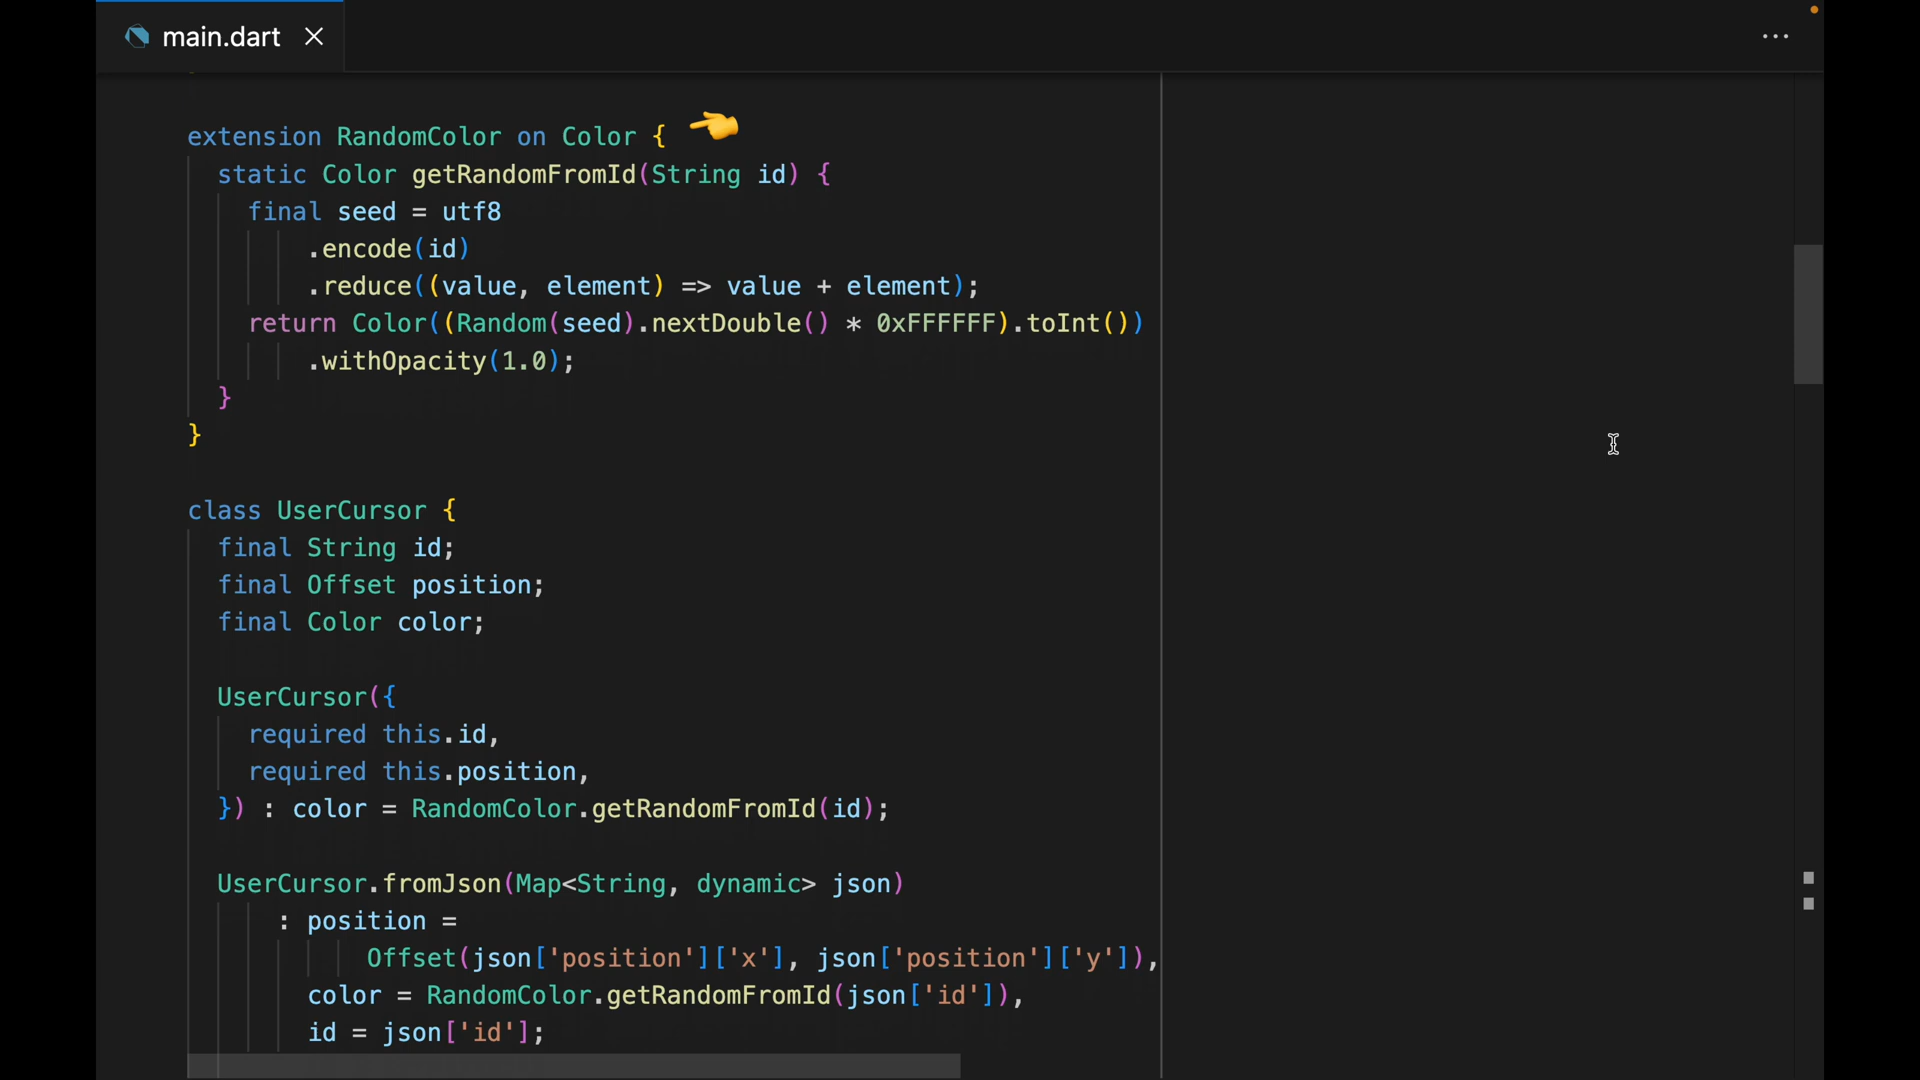 main.dart
extension RandomColor on Color {
static Color getRandomFromId(String id) {
final seed = utf8
.encode(id)
.reduce((value, element) => value + element);
return Color((Random(seed).nextDouble() * 0xFFFFFF).toInt())
.withOpacity(1.0);
}
}
class UserCursor {
final String id;
final Offset position;
final Color color;
UserCursor({
required this.id,
required this.position,
}) : color = RandomColor.getRandomFromId(id);
UserCursor.fromJson(Map<String, dynamic> json)
: position =
Offset(json['position']['x'], json['position']['y']),
color = RandomColor.getRandomFromId(json['id']),
id = json['id'];